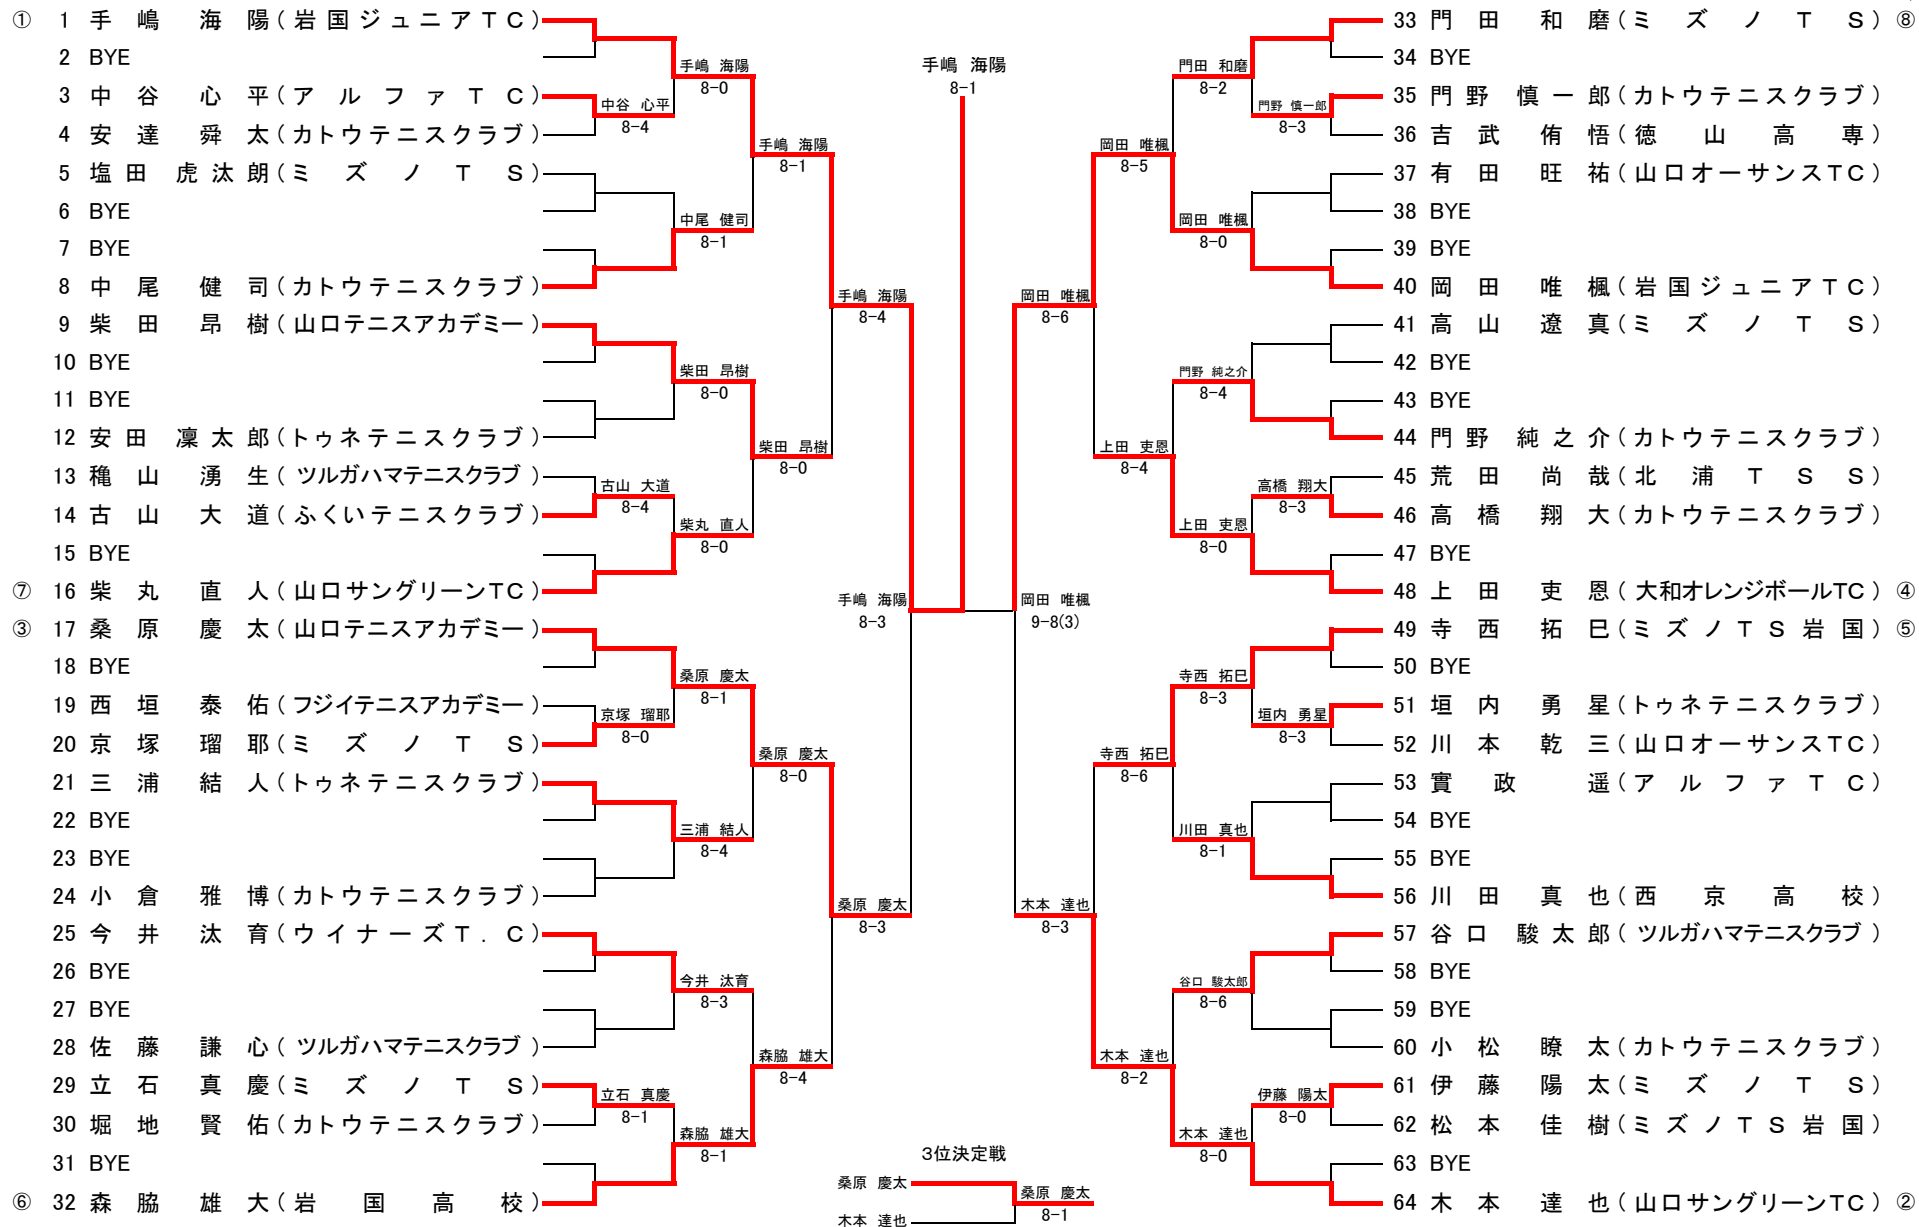 ① 1 手嶋 海陽(岩国ジュニアTC)
2 BYE
3 中谷 心平(アルファTC)
4 安達 舜太(カトウテニスクラブ)
5 塩田 虎汰朗(ミズノTS)
6 BYE
7 BYE
8 中尾 健司(カトウテニスクラブ)
9 柴田 昂樹(山口テニスアカデミー)
10 BYE
11 BYE
12 安田 凜太郎(トゥネテニスクラブ)
13 穐山 湧生(ツルガハマテニスクラブ)
14 古山 大道(ふくいテニスクラブ)
15 BYE
⑦ 16 柴丸 直人(山口サングリーンTC)
③ 17 桑原 慶太(山口テニスアカデミー)
18 BYE
19 西垣 泰佑(フジイテニスアカデミー)
20 京塚 瑠耶(ミズノTS)
21 三浦 結人(トゥネテニスクラブ)
22 BYE
23 BYE
24 小倉 雅博(カトウテニスクラブ)
25 今井 汰育(ウイナーズT.C)
26 BYE
27 BYE
28 佐藤 謙心(ツルガハマテニスクラブ)
29 立石 真慶(ミズノTS)
30 堀地 賢佑(カトウテニスクラブ)
31 BYE
⑥ 32 森脇 雄大(岩国高校)
中谷 心平
8-4
古山 大道
8-4
京塚 瑠耶
8-0
立石 真慶
8-1
手嶋 海陽
8-0
中尾 健司
8-1
柴田 昂樹
8-0
柴丸 直人
8-0
桑原 慶太
8-1
三浦 結人
8-4
今井 汰育
8-3
森脇 雄大
8-1
手嶋 海陽
8-1
柴田 昂樹
8-0
桑原 慶太
8-0
森脇 雄大
8-4
手嶋 海陽
8-4
桑原 慶太
8-3
手嶋 海陽
8-3
手嶋 海陽
8-1
岡田 唯楓
9-8(3)
岡田 唯楓
8-6
木本 達也
8-3
岡田 唯楓
8-5
上田 吏恩
8-4
寺西 拓巳
8-6
木本 達也
8-2
門田 和磨
8-2
岡田 唯楓
8-0
門野 純之介
8-4
上田 吏恩
8-0
寺西 拓巳
8-3
川田 真也
8-1
谷口 駿太郎
8-6
木本 達也
8-0
門野 慎一郎
8-3
高橋 翔大
8-3
垣内 勇星
8-3
伊藤 陽太
8-0
33 門田 和磨(ミズノTS) ⑧
34 BYE
35 門野 慎一郎(カトウテニスクラブ)
36 吉武 侑悟(徳山高専)
37 有田 旺祐(山口オーサンスTC)
38 BYE
39 BYE
40 岡田 唯楓(岩国ジュニアTC)
41 高山 遼真(ミズノTS)
42 BYE
43 BYE
44 門野 純之介(カトウテニスクラブ)
45 荒田 尚哉(北浦TSS)
46 高橋 翔大(カトウテニスクラブ)
47 BYE
48 上田 吏恩(大和オレンジボールTC) ④
49 寺西 拓巳(ミズノTS岩国) ⑤
50 BYE
51 垣内 勇星(トゥネテニスクラブ)
52 川本 乾三(山口オーサンスTC)
53 實政 遥(アルファTC)
54 BYE
55 BYE
56 川田 真也(西京高校)
57 谷口 駿太郎(ツルガハマテニスクラブ)
58 BYE
59 BYE
60 小松 瞭太(カトウテニスクラブ)
61 伊藤 陽太(ミズノTS)
62 松本 佳樹(ミズノTS岩国)
63 BYE
64 木本 達也(山口サングリーンTC) ②
3位決定戦
桑原 慶太
木本 達也
桑原 慶太
8-1